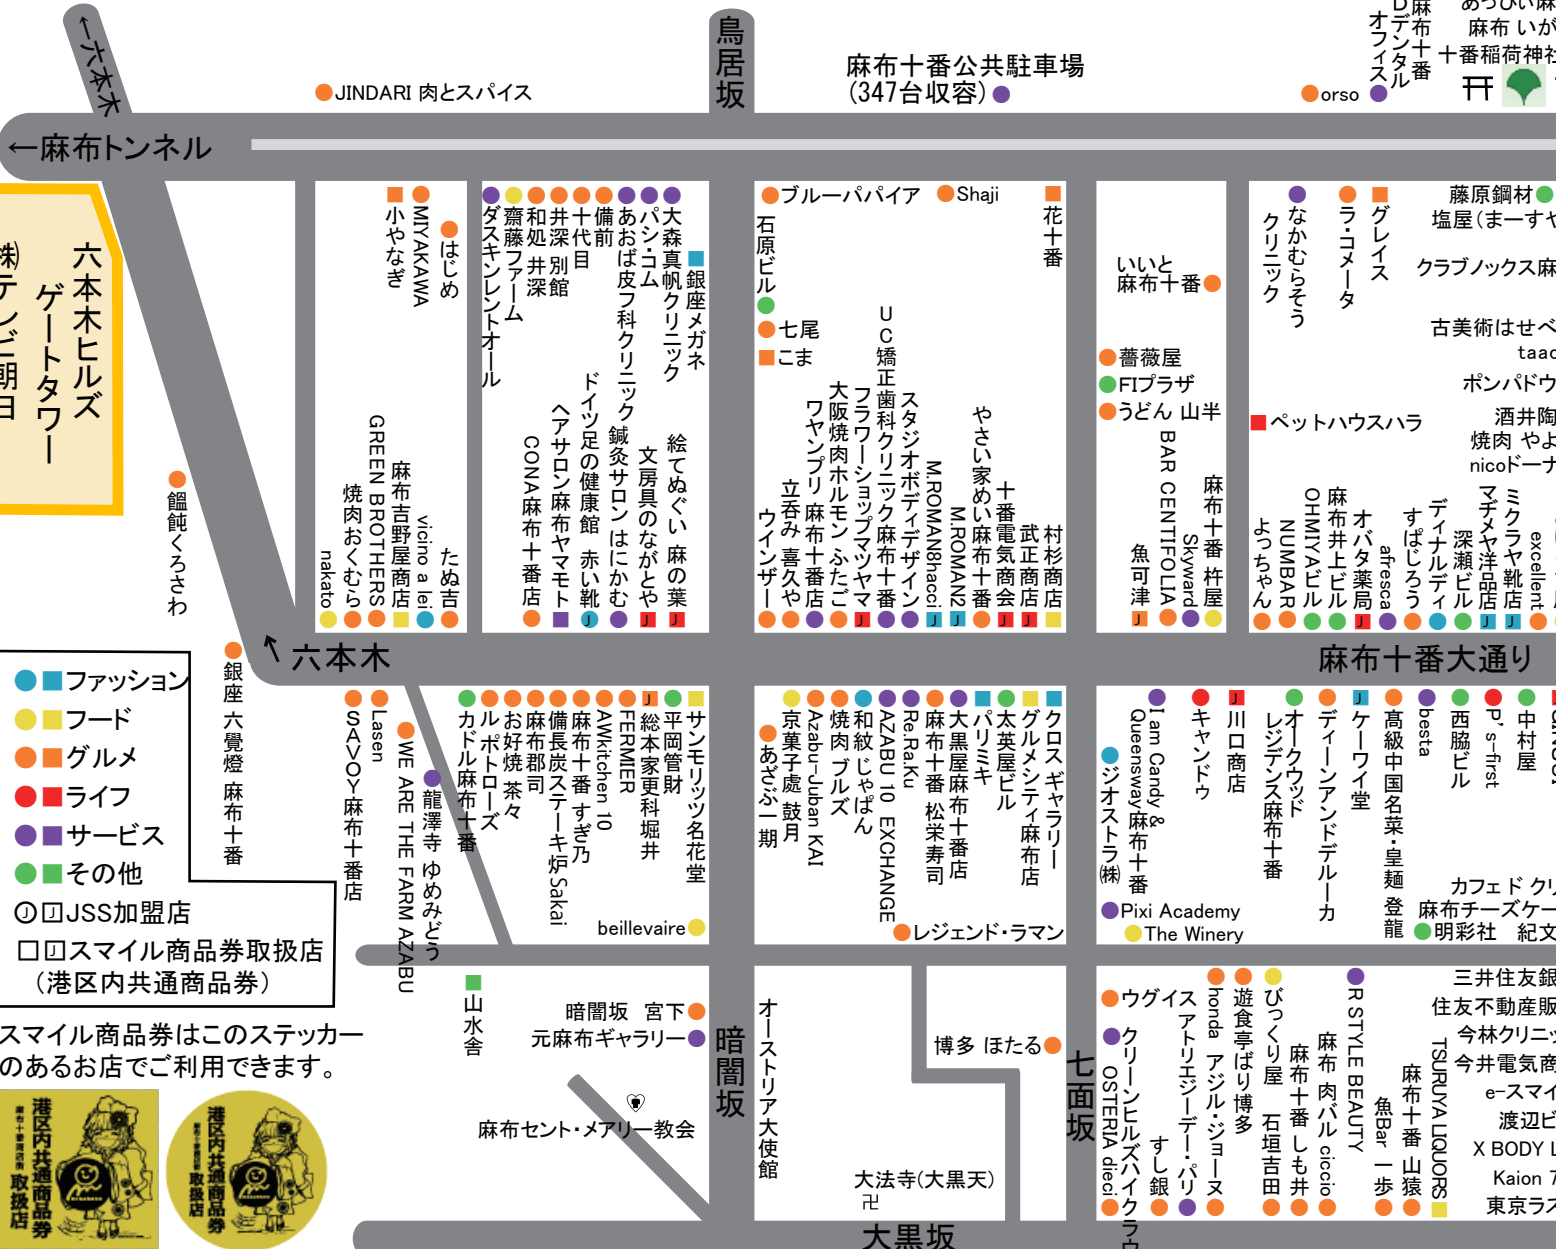 ←六本木
鳥居坂
JINDARI 肉とスパイス
麻布十番公共駐車場
(347台収容)
麻布十番
Dデンタル
オフィス
麻布 いが
十番稲荷神社
orso
←麻布トンネル
六本木ヒルズ
ゲートタワー
㈱テレビ朝日
小やなぎ
MIYAKAWA
はじめ
ダスキンレントオール
齋藤ファーム
和処 井深
井深 別館
十代目
備前
あおば皮フ科クリニック
パシ・コム
大森真帆クリニック
銀座メガネ
ブルーパパイア
Shaji
花十番
石原ビル
七尾
こま
いいと
麻布十番
薔薇屋
FIプラザ
うどん 山半
なかむらそう
クリニック
ラ・コメータ
グレイス
藤原鋼材
塩屋(まーすや
クラブノックス麻
古美術はせべ
taac
ポンパドウ
酒井陶
焼肉 やよ
nicoドーナ
ペットハウスハラ
饂飩くろさわ
nakato
焼肉おくむら
GREEN BROTHERS
麻布吉野屋商店
vicino a lei
たぬ吉
CONA麻布十番店
ヘアサロン麻布ヤマモト
ドイツ足の健康館 赤い靴
鍼灸サロン はにかむ
文房具のながとや
絵てぬぐい 麻の葉
ウインザー
立呑み 喜久や
ワヤンプリ 麻布十番店
大阪焼肉ホルモン ふたご
フラワーショップマツヤマ
UC矯正歯科クリニック麻布十番
スタジオボディデザイン
M.ROMAN8hacci
M.ROMAN2
やさい家めい麻布十番
十番電気商会
武正商店
村杉商店
魚可津
BAR CENTIFOLIA
Skyward
麻布十番 杵屋
よっちゃん
NUMBAR
OHMIYAビル
麻布井上ビル
オバタ薬局
afresca
すぱじろう
ディナルディ
深瀬ビル
マヂメヤ洋品店
ミクラヤ靴店
excellent
↖ 六本木
麻布十番大通り
ファッション
フード
グルメ
ライフ
サービス
その他
JJJSS加盟店
□Jスマイル商品券取扱店
(港区内共通商品券)
スマイル商品券はこのステッカー
のあるお店でご利用できます。
港区内共通商品券
麻布十番商店街
取扱店
港区内共通商品券
麻布十番商店街
取扱店
銀座 六覺燈 麻布十番
SAVOY麻布十番店
Lasen
WE ARE THE FARM AZABU
龍澤寺 ゆめみどう
カドル麻布十番
ル ポトローズ
お好焼 茶々
麻布郡司
備長炭ステーキ炉Sakai
麻布十番 すぎ乃
AWkitchen 10
FERMIER
総本家更科堀井
平岡管財
サンモリッツ名花堂
beillevaire
あざぶ一期
京菓子處 鼓月
Azabu-Juban KAI
焼肉 ブルズ
和紋 じゃぱん
AZABU 10 EXCHANGE
Re.Ra.Ku
麻布十番 松栄寿司
大黒屋麻布十番店
パリミキ
太英屋ビル
グルメシティ麻布店
クロス ギャラリー
レジェンド・ラマン
ジオストラ㈱
I am Candy &
Queensway麻布十番
キャンドゥ
川口商店
オークウッド
レジデンス麻布十番
ディーンアンドデルーカ
ケーワイ堂
髙級中国名菜・皇麺 登龍
besta
西脇ビル
P's-first
中村屋
Pixi Academy
The Winery
カフェド クリ
麻布チーズケー
明彩社 紀文
山水舎
暗闇坂 宮下
元麻布ギャラリー
暗闇坂
オーストリア大使館
博多 ほたる
七面坂
麻布セント・メアリー教会
大法寺(大黒天)
卍
大黒坂
ウグイス
クリーンヒルズハイクラウ
OSTERIA dieci
すし銀
アトリエジーデー・パリ
honda アジル・ジョーヌ
遊食亭ばり博多
びっくり屋 石垣吉田
麻布十番 しも井
麻布 肉バル ciccio
R STYLE BEAUTY
魚Bar 一歩
麻布十番 山猿
TSURUYA LIQUORS
三井住友銀
住友不動産販
今林クリニッ
今井電気商
e-スマイ
渡辺ビ
X BODY L
Kaion 7
東京ラス